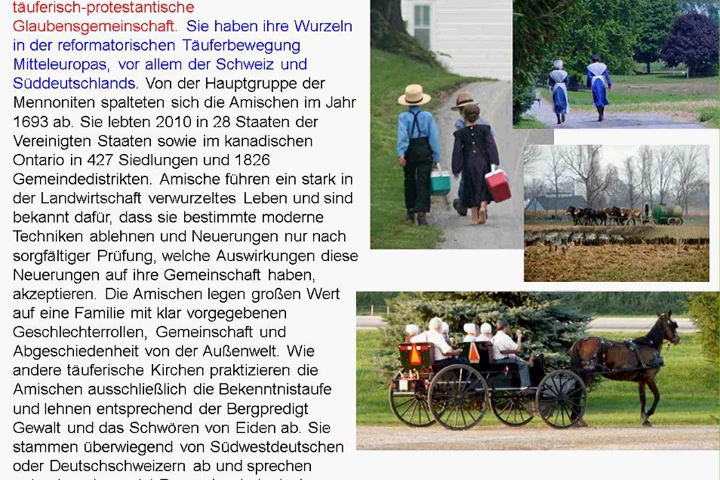 täuferisch-protestantische
Glaubensgemeinschaft. Sie haben ihre Wurzeln
in der reformatorischen Täuferbewegung
Mitteleuropas, vor allem der Schweiz und
Süddeutschlands. Von der Hauptgruppe der
Mennoniten spalteten sich die Amischen im Jahr
1693 ab. Sie lebten 2010 in 28 Staaten der
Vereinigten Staaten sowie im kanadischen
Ontario in 427 Siedlungen und 1826
Gemeindedistrikten. Amische führen ein stark in
der Landwirtschaft verwurzeltes Leben und sind
bekannt dafür, dass sie bestimmte moderne
Techniken ablehnen und Neuerungen nur nach
sorgfältiger Prüfung, welche Auswirkungen diese
Neuerungen auf ihre Gemeinschaft haben,
akzeptieren. Die Amischen legen großen Wert
auf eine Familie mit klar vorgegebenen
Geschlechterrollen, Gemeinschaft und
Abgeschiedenheit von der Außenwelt. Wie
andere täuferische Kirchen praktizieren die
Amischen ausschließlich die Bekenntnistaufe
und lehnen entsprechend der Bergpredigt
Gewalt und das Schwören von Eiden ab. Sie
stammen überwiegend von Südwestdeutschen
oder Deutschschweizern ab und sprechen